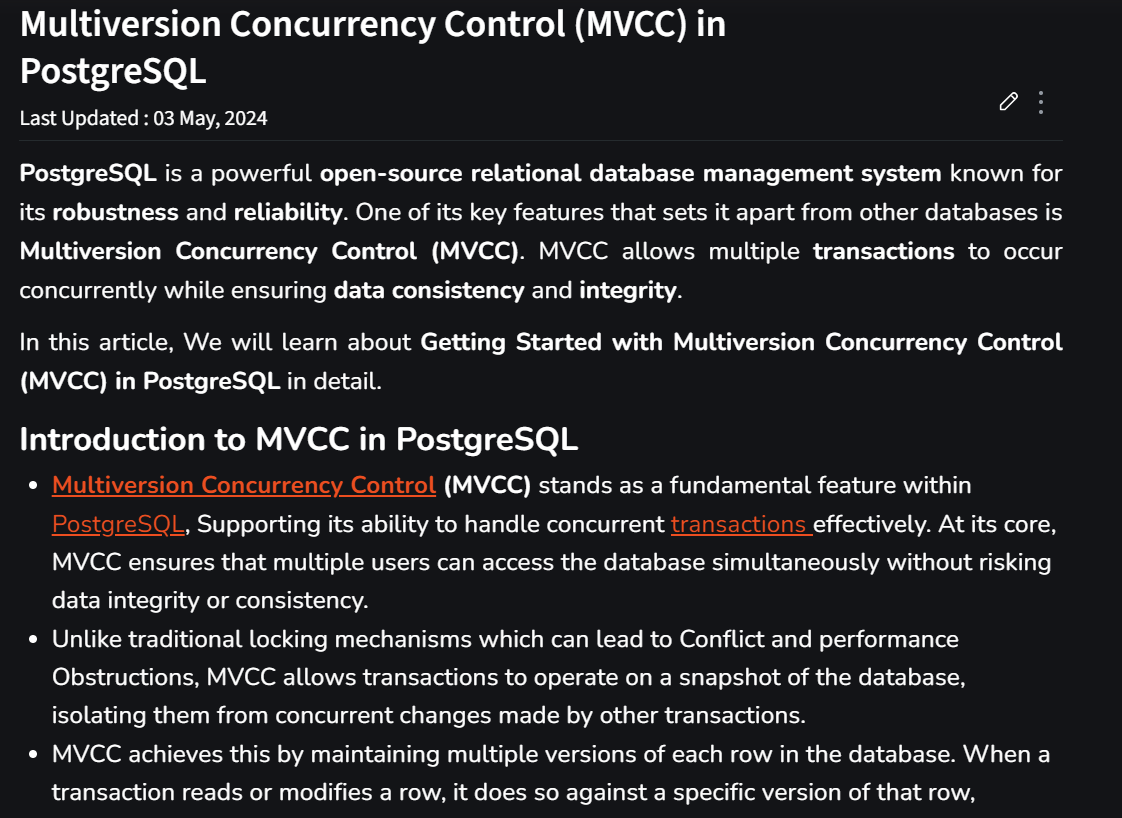 Multiversion Concurrency Control (MVCC) in
PostgreSQL
Last Updated : 03 May, 2024
PostgreSQL is a powerful open-source relational database management system known for
its robustness and reliability. One of its key features that sets it apart from other databases is
Multiversion Concurrency Control (MVCC). MVCC allows multiple transactions to occur
concurrently while ensuring data consistency and integrity.
In this article, We will learn about Getting Started with Multiversion Concurrency Control
(MVCC) in PostgreSQL in detail.
Introduction to MVCC in PostgreSQL
• Multiversion Concurrency Control (MVCC) stands as a fundamental feature within
PostgreSQL, Supporting its ability to handle concurrent transactions effectively. At its core,
MVCC ensures that multiple users can access the database simultaneously without risking
data integrity or consistency.
• Unlike traditional locking mechanisms which can lead to Conflict and performance
Obstructions, MVCC allows transactions to operate on a snapshot of the database,
isolating them from concurrent changes made by other transactions.
• MVCC achieves this by maintaining multiple versions of each row in the database. When a
transaction reads or modifies a row, it does so against a specific version of that row,